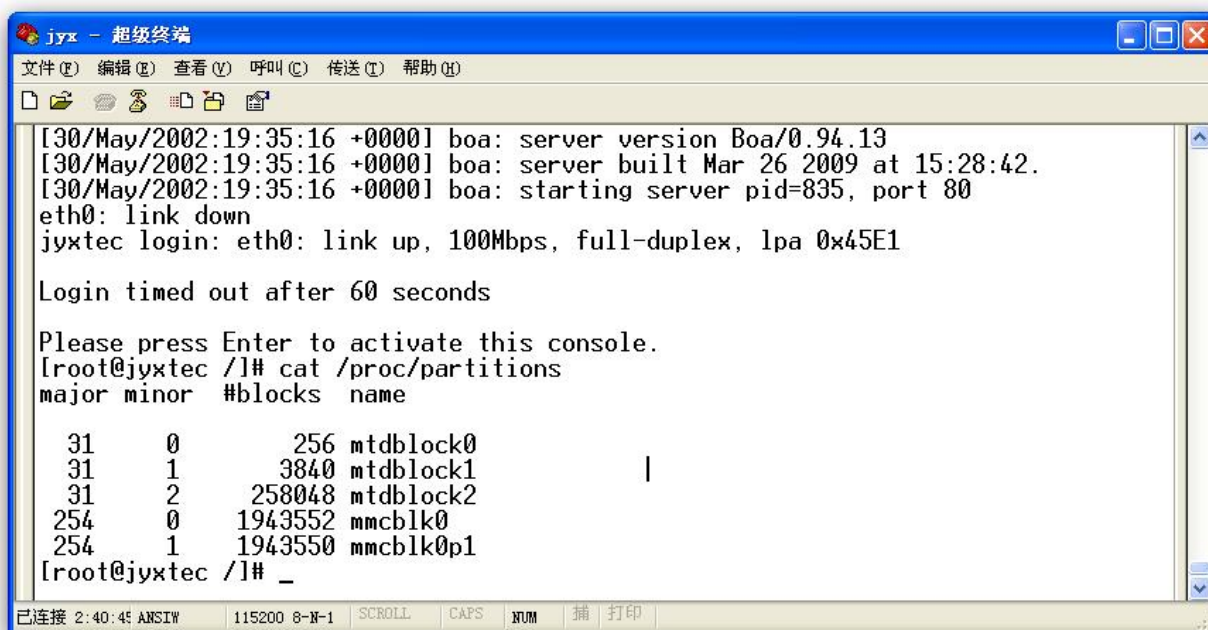 jyx - 超级终端
文件(F) 编辑(E) 查看(V) 呼叫(C) 传送(T) 帮助(H)
[30/May/2002:19:35:16 +0000] boa: server version Boa/0.94.13
[30/May/2002:19:35:16 +0000] boa: server built Mar 26 2009 at 15:28:42.
[30/May/2002:19:35:16 +0000] boa: starting server pid=835, port 80
eth0: link down
jyxtec login: eth0: link up, 100Mbps, full-duplex, lpa 0x45E1
Login timed out after 60 seconds
Please press Enter to activate this console.
[root@jyxtec /]# cat /proc/partitions
major minor  #blocks  name
31     0        256 mtdblock0
31     1       3840 mtdblock1
31     2     258048 mtdblock2
254     0    1943552 mmcblk0
254     1    1943550 mmcblk0p1
[root@jyxtec /]# _
已连接 2:40:45 ANSIW 115200 8-N-1 SCROLL CAPS NUM 捕 打印